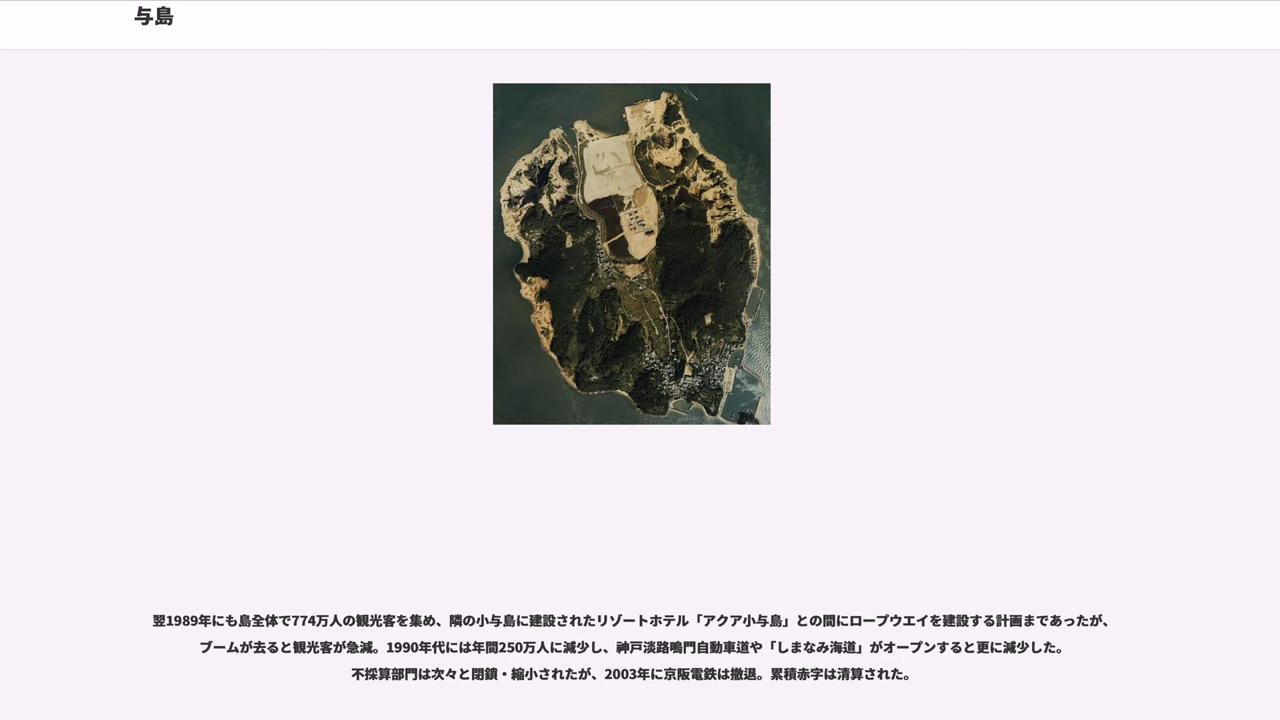 与島
翌1989年にも島全体で774万人の観光客を集め、隣の小与島に建設されたリゾートホテル「アクア小与島」との間にロープウエイを建設する計画まであったが、
ブームが去ると観光客が急減。1990年代には年間250万人に減少し、神戸淡路鳴門自動車道や「しまなみ海道」がオープンすると更に減少した。
不採算部門は次々と閉鎖・縮小されたが、2003年に京阪電鉄は撤退。累積赤字は清算された。